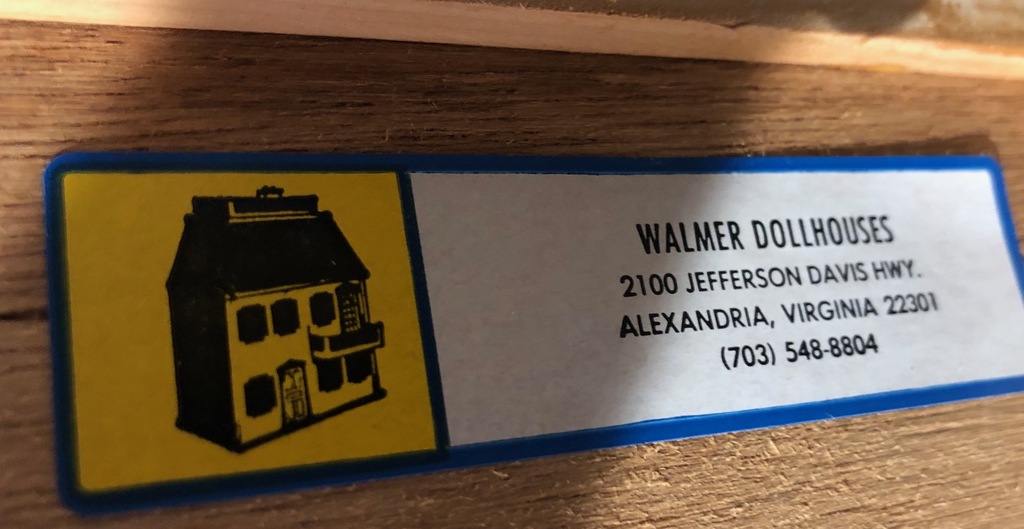 WALMER DOLLHOUSES
2100 JEFFERSON DAVIS HWY.
ALEXANDRIA, VIRGINIA 22301
(703) 548-8804